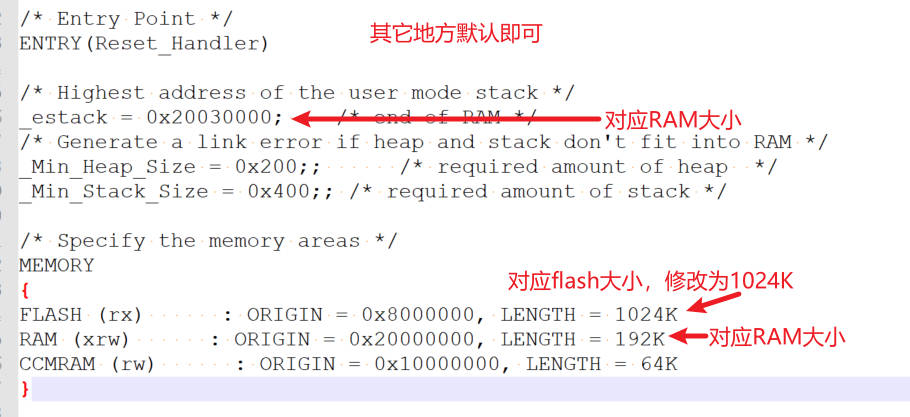 /* Entry Point */
ENTRY(Reset_Handler)
其它地方默认即可
/* Highest address of the user mode stack */
_estack = 0x20030000;    /* end of RAM */
对应RAM大小
/* Generate a link error if heap and stack don't fit into RAM */
_Min_Heap_Size = 0x200;;      /* required amount of heap  */
_Min_Stack_Size = 0x400;; /* required amount of stack */
/* Specify the memory areas */
MEMORY
对应flash大小，修改为1024K
{
FLASH (rx)      : ORIGIN = 0x8000000, LENGTH = 1024K
RAM (xrw)      : ORIGIN = 0x20000000, LENGTH = 192K
对应RAM大小
CCMRAM (rw)      : ORIGIN = 0x10000000, LENGTH = 64K
}